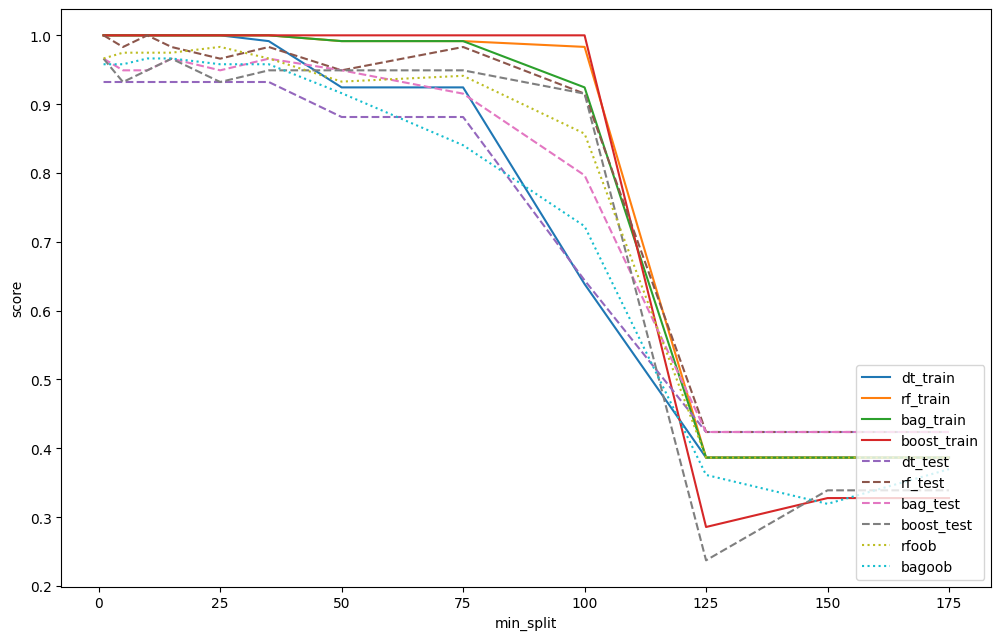 1.0
0.9
0.8
0.7
0.6
0.5
0.4
0.3
0.2
score
0 25 50 75 100 125 150 175
min_split
dt_train
rf_train
bag_train
boost_train
dt_test
rf_test
bag_test
boost_test
rfoob
bagoob